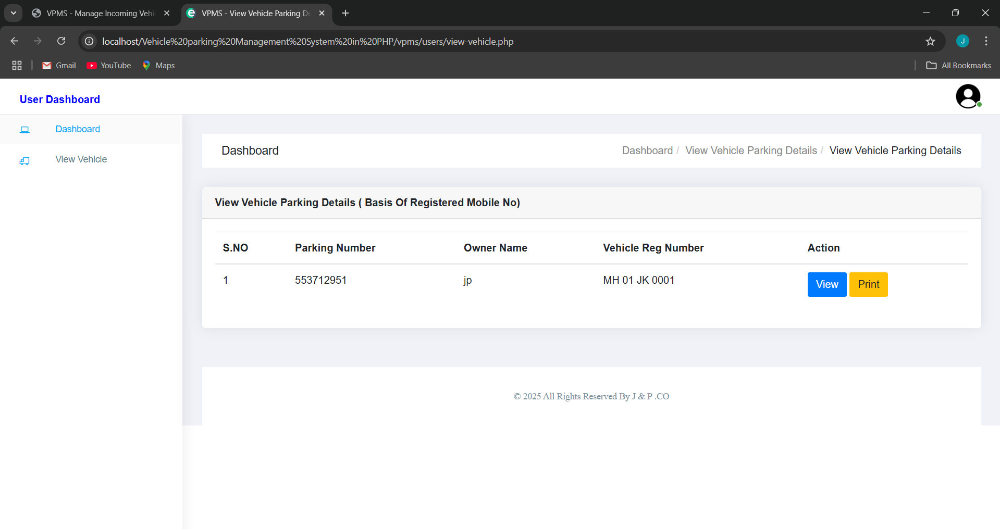 VPMS - Manage Incoming Vehi
VPMS - View Vehicle Parking De
localhost/Vehicle%20parking%20Management%20System%20in%20PHP/vpms/users/view-vehicle.php
J
Gmail
YouTube
Maps
All Bookmarks
User Dashboard
Dashboard
View Vehicle
Dashboard
Dashboard / View Vehicle Parking Details / View Vehicle Parking Details
View Vehicle Parking Details ( Basis Of Registered Mobile No)
S.NO Parking Number Owner Name Vehicle Reg Number Action
1 553712951 jp MH 01 JK 0001 View Print
© 2025 All Rights Reserved By J & P .CO